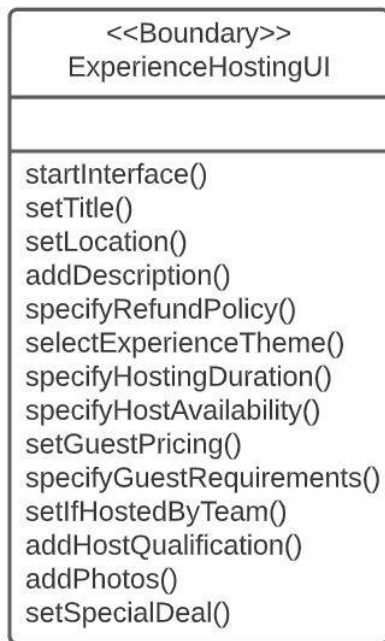 <<Boundary>>
ExperienceHostingUI
startInterface()
setTitle()
setLocation()
addDescription()
specifyRefundPolicy()
selectExperienceTheme()
specifyHostingDuration()
specifyHostAvailability()
setGuestPricing()
specifyGuestRequirements()
setIfHostedByTeam()
addHostQualification()
addPhotos()
setSpecialDeal()